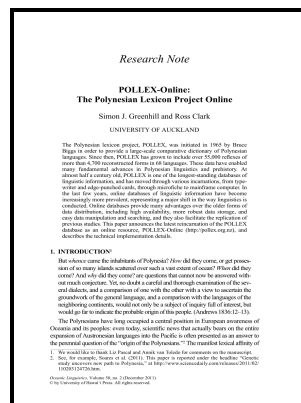 Research Note
POLLEX-Online:
The Polynesian Lexicon Project Online
Simon J. Greenhill and Ross Clark
UNIVERSITY OF AUCKLAND
The Polynesian lexicon project, POLLEX, was initiated in 1965 by Bruce
Biggs in order to provide a large-scale comparative dictionary of Polynesian
languages. Since then, POLLEX has grown to include over 55,000 reflexes of
more than 4,700 reconstructed forms in 68 languages. These data have enabled
many fundamental advances in Polynesian linguistics and prehistory. At
almost half a century old, POLLEX is one of the longest-standing databases of
linguistic information, and has moved through various incarnations, from type-
writer and edge-punched cards, through microfiche to mainframe computer. In
the last few years, online databases of linguistic information have become
increasingly more prevalent, representing a major shift in the way linguistics is
conducted. Online databases provide many advantages over the older forms of
data distribution, including high availability, more robust data storage, and
easy data manipulation and searching, and they also facilitate the replication of
previous studies. This paper announces the latest reincarnation of the POLLEX
database as an online resource, POLLEX-Online (http://pollex.org.nz), and
describes the technical implementation details.
1. INTRODUCTION¹
But whence came the inhabitants of Polynesia? How did they come, or get posses-
sion of so many islands scattered over such a vast extent of ocean? When did they
come? And why did they come? are questions that cannot now be answered with-
out much conjecture. Yet, no doubt a careful and thorough examination of the sev-
eral dialects, and a comparison of one with the other with a view to ascertain the
groundwork of the general language, and a comparison with the languages of the
neighboring continents, would not only be a subject of inquiry full of interest, but
would go far to indicate the probable origin of this people. (Andrews 1836:12–13).
The Polynesians have long occupied a central position in European awareness of
Oceania and its peoples: even today, scientific news that actually bears on the entire
expansion of Austronesian languages into the Pacific is often presented as an answer to
the perennial question of the "origin of the Polynesians."² The manifest lexical affinity of
1. We would like to thank Liz Pascal and Annik van Toledo for comments on the manuscript.
2. See, for example, Soares et al. (2011). This paper was reported under the headline "Genetic
study uncovers new path to Polynesia," at http://www.sciencedaily.com/releases/2011/02/
110203124726.htm.
Oceanic Linguistics, Volume 50, no. 2 (December 2011)
© by University of Hawai'i Press. All rights reserved.